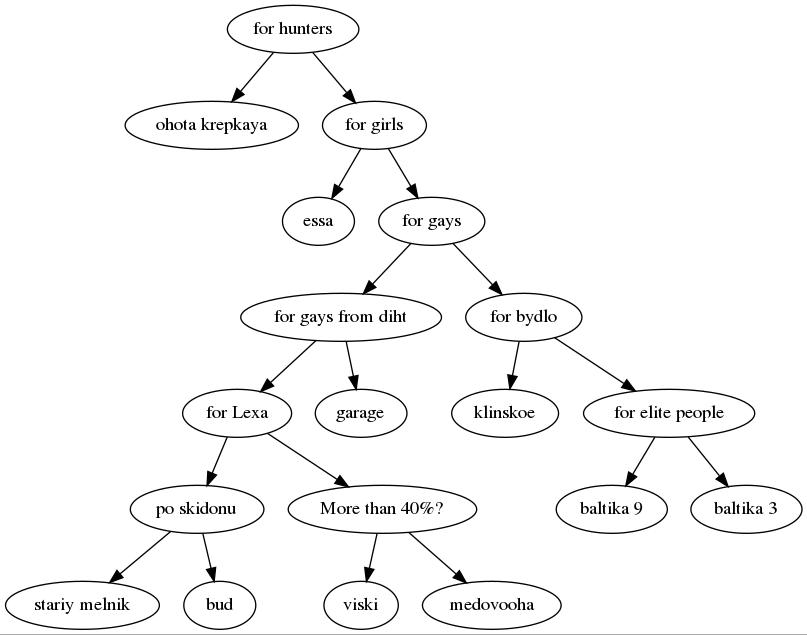 for hunters
ohota krepkaya
for girls
essa
for gays
for gays from diht
for bydlo
for Lexa
garage
klinskoe
for elite people
po skidonu
More than 40%?
baltika 9
baltika 3
stariy melnik
bud
viski
medovooha